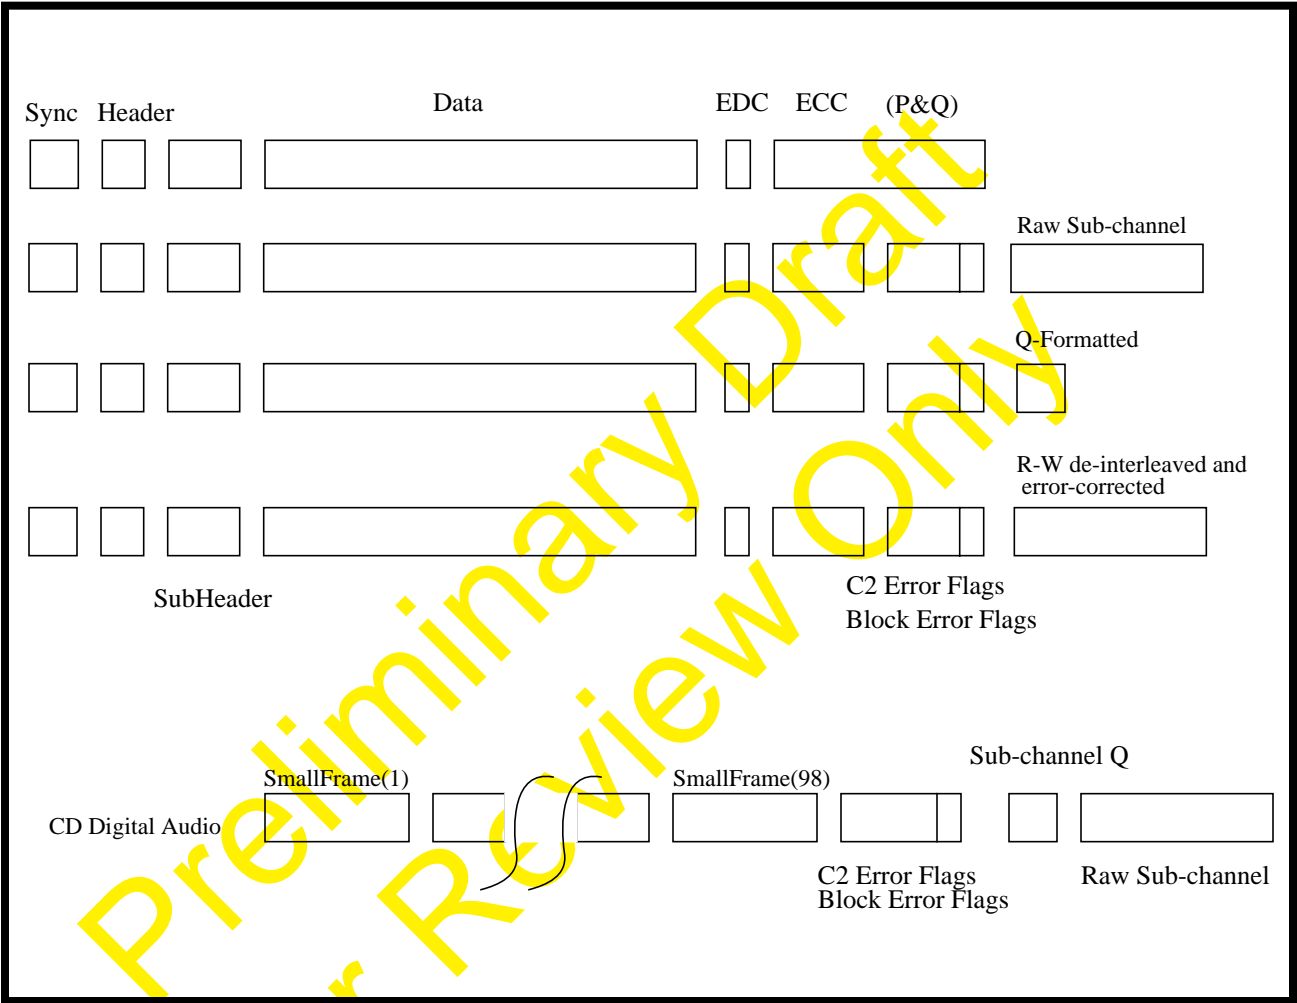 Sync Header Data EDC ECC (P&Q)
Raw Sub-channel
Q-Formatted
R-W de-interleaved and
error-corrected
SubHeader
C2 Error Flags
Block Error Flags
Sub-channel Q
SmallFrame(1) SmallFrame(98)
CD Digital Audio
C2 Error Flags
Block Error Flags
Raw Sub-channel
Preliminary Draft
r Review Only